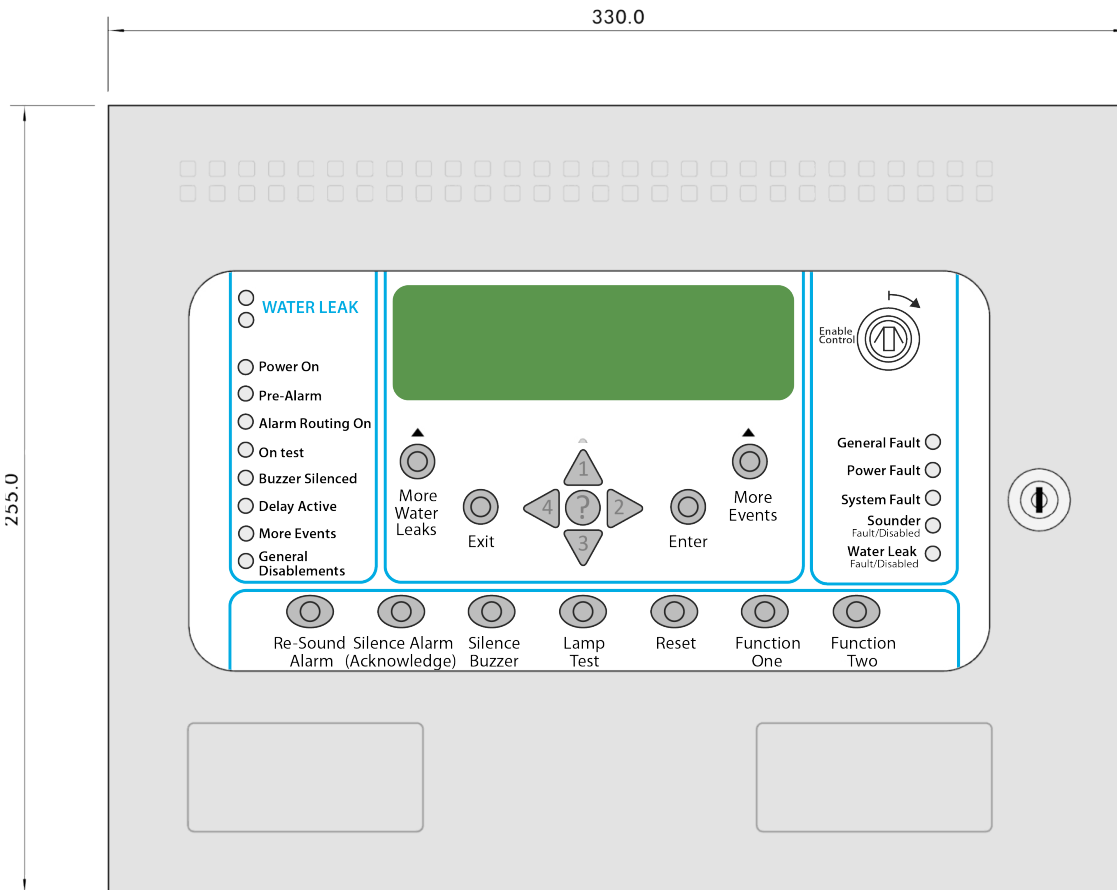 330.0
255.0
WATER LEAK
Power On
Pre-Alarm
Alarm Routing On
On test
Buzzer Silenced
Delay Active
More Events
General
Disablements
More
Water
Leaks
Exit
1
4
?
2
3
Enter
More
Events
Enable
Control
General Fault
Power Fault
System Fault
Sounder
Fault/Disabled
Water Leak
Fault/Disabled
Re-Sound
Alarm
Silence Alarm
(Acknowledge)
Silence
Buzzer
Lamp
Test
Reset
Function
One
Function
Two